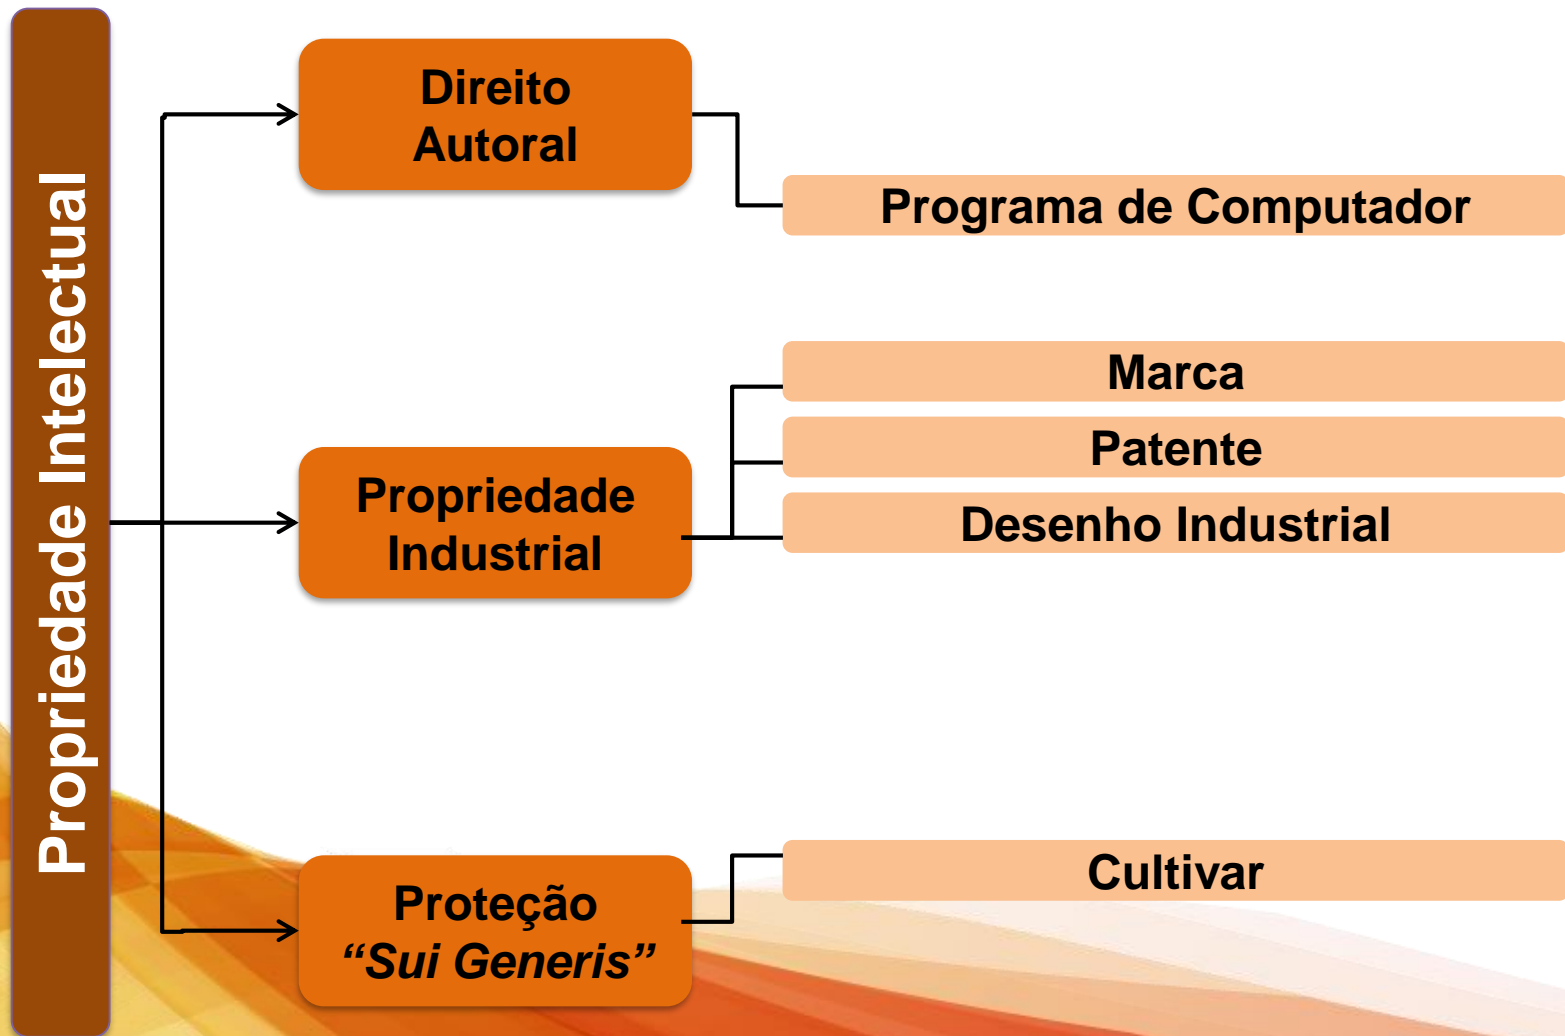 Propriedade Intelectual
Direito
Autoral
Programa de Computador
Propriedade
Industrial
Marca
Patente
Desenho Industrial
Proteção
“Sui Generis”
Cultivar